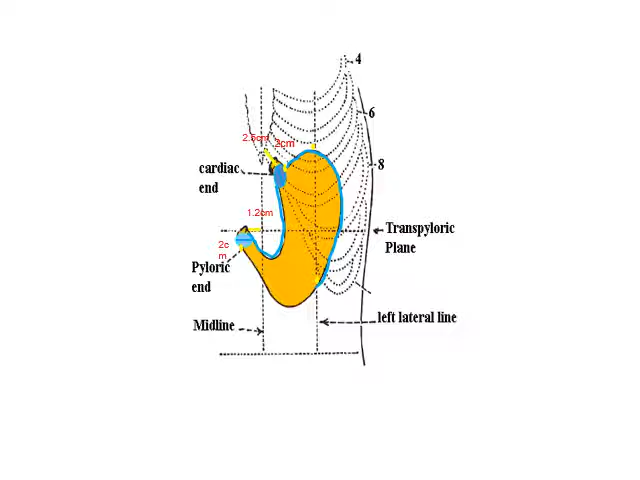 4
6
2.5cm
2cm
8
cardiac
end
1.2cm
Transpyloric
Plane
2c
m
Pyloric
end
left lateral line
Midline